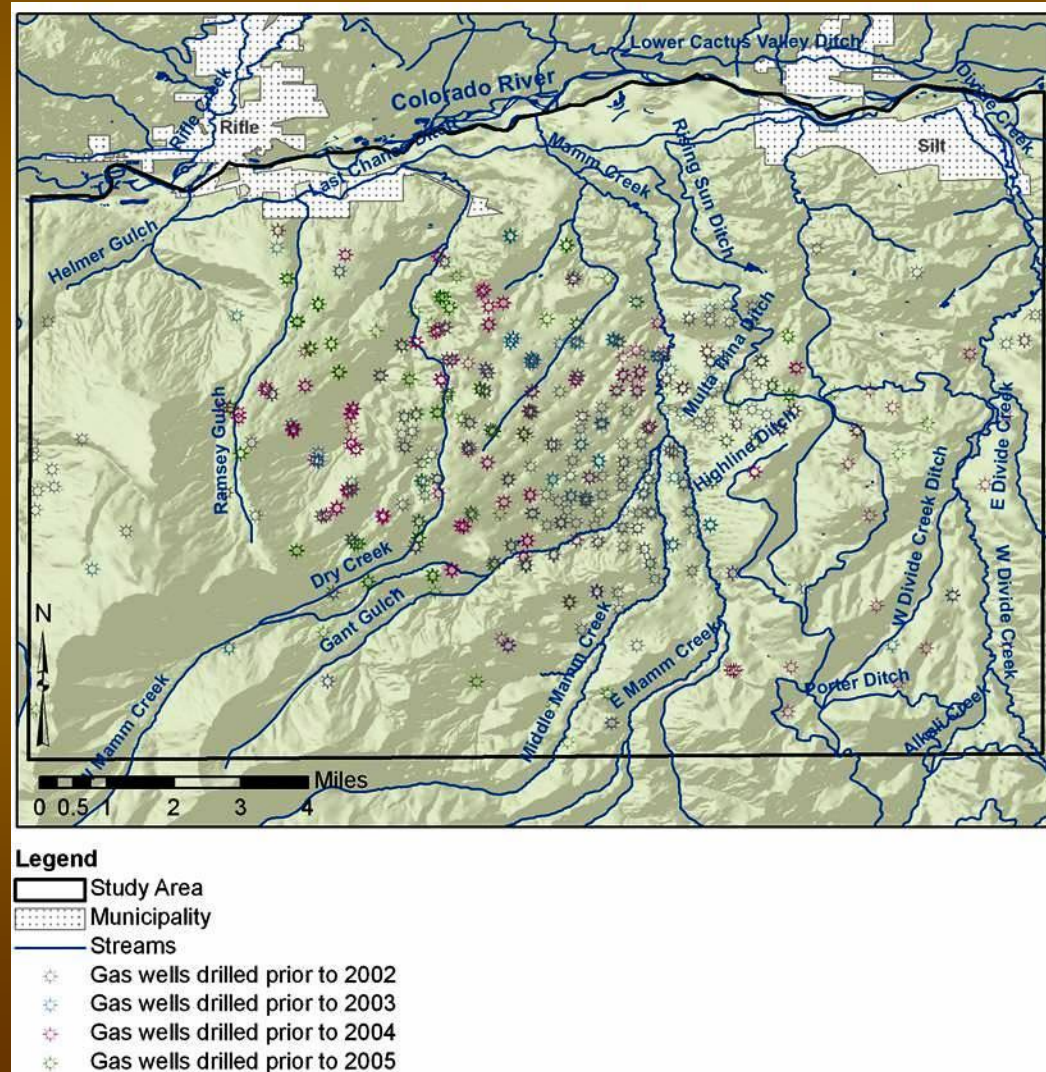 Lower Cactus Valley Ditch
Colorado River
Divide Creek
Rifle Creek
Rifle
Silt
Last Chance Ditch
Mamm Creek
Rising Sun Ditch
Helmer Gulch
Multa Trina Ditch
Ramsey Gulch
Highline Ditch
E Divide Creek
W Divide Creek Ditch
Dry Creek
Gant Gulch
W Divide Creek
Middle Mamm Creek
E Mamm Creek
Porter Ditch
Alkali Creek
Mamm Creek
N
Miles
0 0.5 1 2 3 4
Legend
Study Area
Municipality
Streams
Gas wells drilled prior to 2002
Gas wells drilled prior to 2003
Gas wells drilled prior to 2004
Gas wells drilled prior to 2005